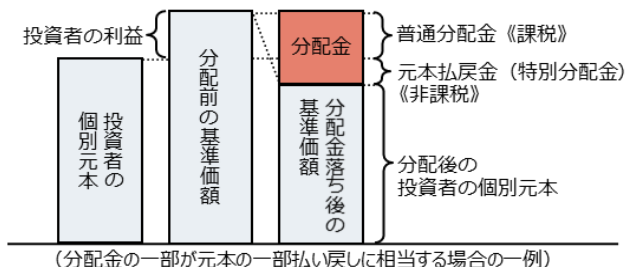 投資者の利益
分配金
普通分配金《課税》
元本払戻金（特別分配金）
《非課税》
投資者の
個別元本
分配前の基準価額
分配金落ち後の
基準価額
分配後の
投資者の個別元本
（分配金の一部が元本の一部払い戻しに相当する場合の一例）